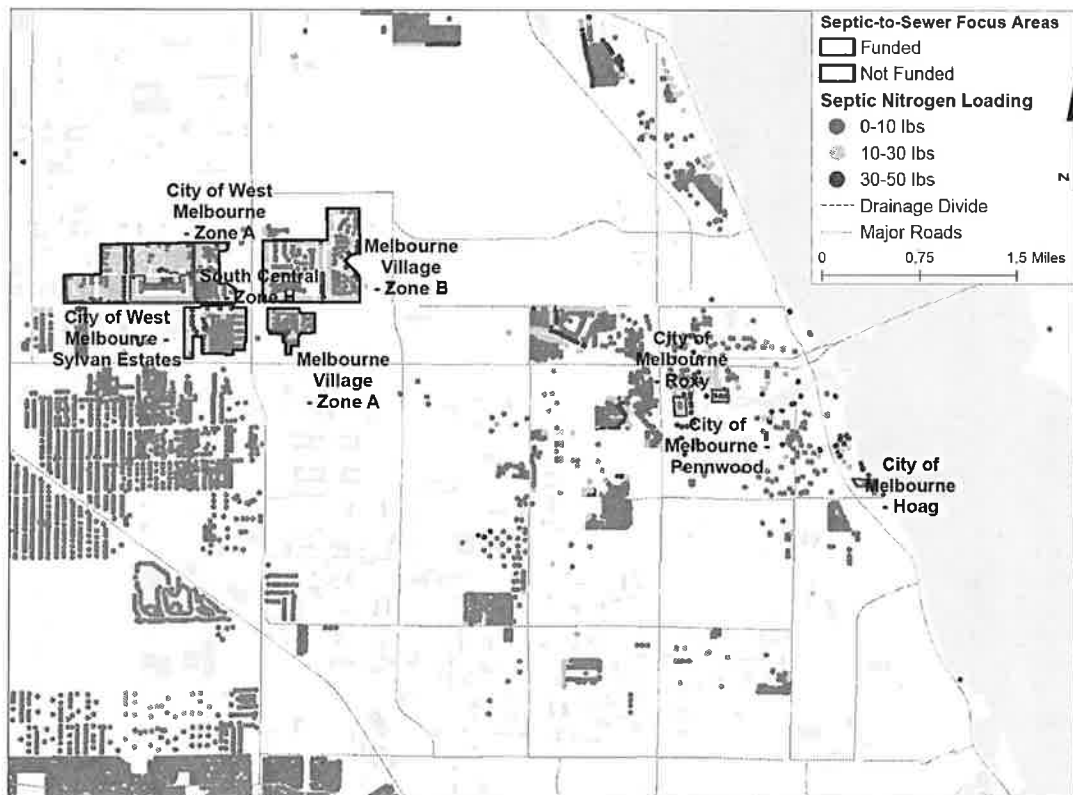 Septic-to-Sewer Focus Areas
Funded
Not Funded
Septic Nitrogen Loading
0-10 lbs
10-30 lbs
30-50 lbs
Drainage Divide
Major Roads
0 0.75 1.5 Miles
Z
City of West
Melbourne
- Zone A
South Central
- Zone H
Melbourne
Village
- Zone B
City of West
Melbourne -
Sylvan Estates
Melbourne
Village
- Zone A
City of
Melbourne
- Roxy
City of
Melbourne -
Pennwood
City of
Melbourne
- Hoag